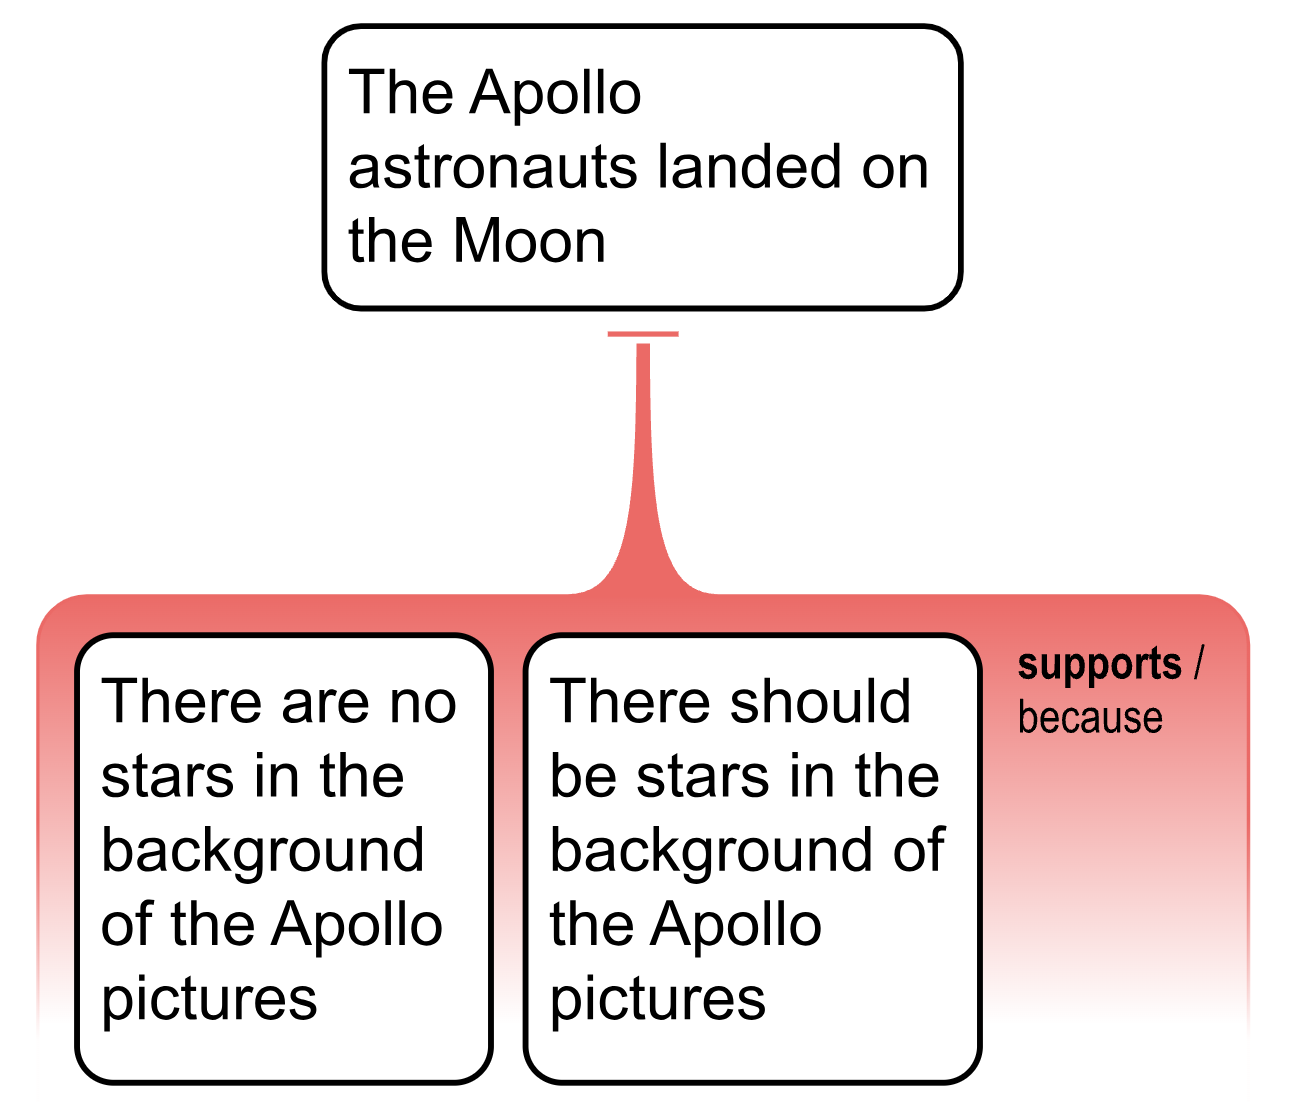 The Apollo
astronauts landed on
the Moon
There are no
stars in the
background
of the Apollo
pictures
There should
be stars in the
background of
the Apollo
pictures
supports /
because